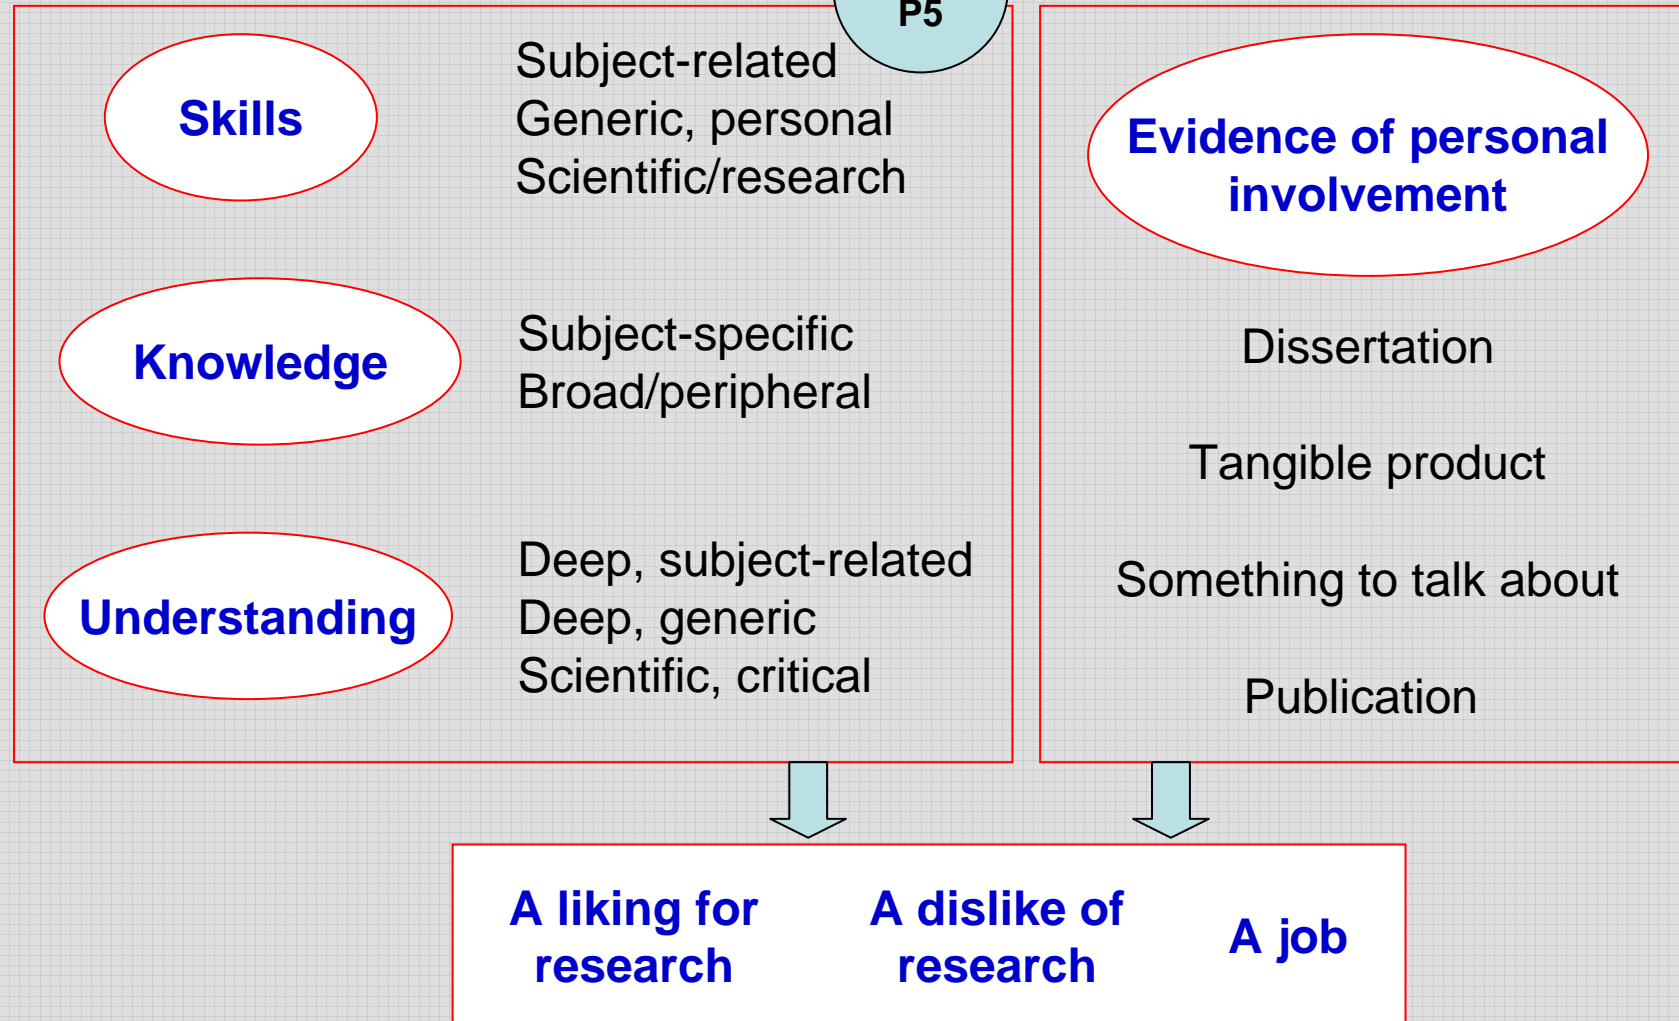 P5
Skills
Subject-related
Generic, personal
Scientific/research
Knowledge
Subject-specific
Broad/peripheral
Understanding
Deep, subject-related
Deep, generic
Scientific, critical
Evidence of personal
involvement
Dissertation
Tangible product
Something to talk about
Publication
A liking for
research
A dislike of
research
A job